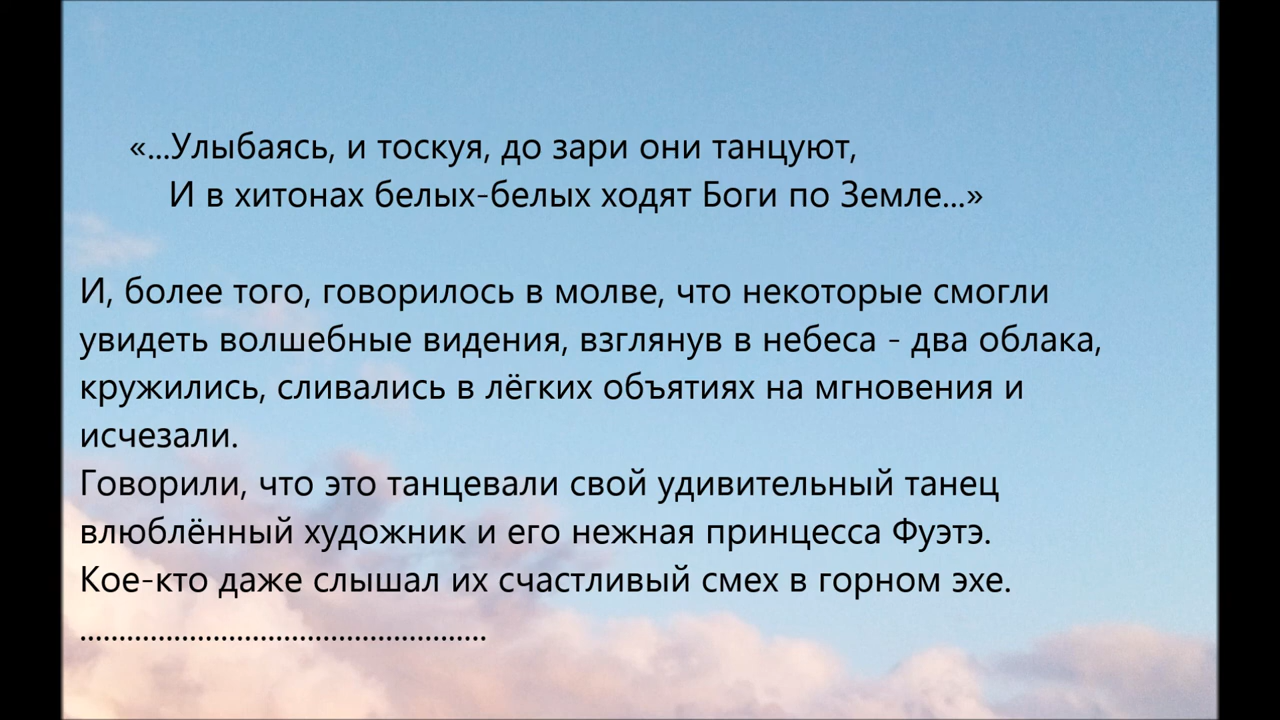 «...Улыбаясь, и тоскуя, до зари они танцуют,
И в хитонах белых-белых ходят Боги по Земле...»
И, более того, говорилось в молве, что некоторые смогли
увидеть волшебные видения, взглянув в небеса - два облака,
кружились, сливались в лёгких объятиях на мгновения и
исчезали.
Говорили, что это танцевали свой удивительный танец
влюблённый художник и его нежная принцесса Фуэтэ.
Кое-кто даже слышал их счастливый смех в горном эхе.
....................................................